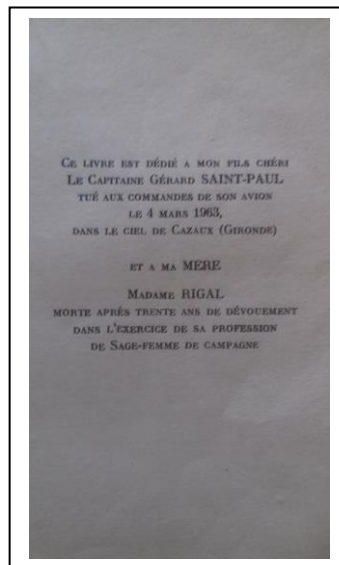 Ce livre est dédié a mon fils chéri
Le Capitaine Gérard SAINT-PAUL
tué aux commandes de son avion
le 4 mars 1963,
dans le ciel de Cazaux (Gironde)
et a ma MERE
Madame RIGAL
morte après trente ans de dévouement
dans l'exercice de sa profession
de Sage-femme de campagne